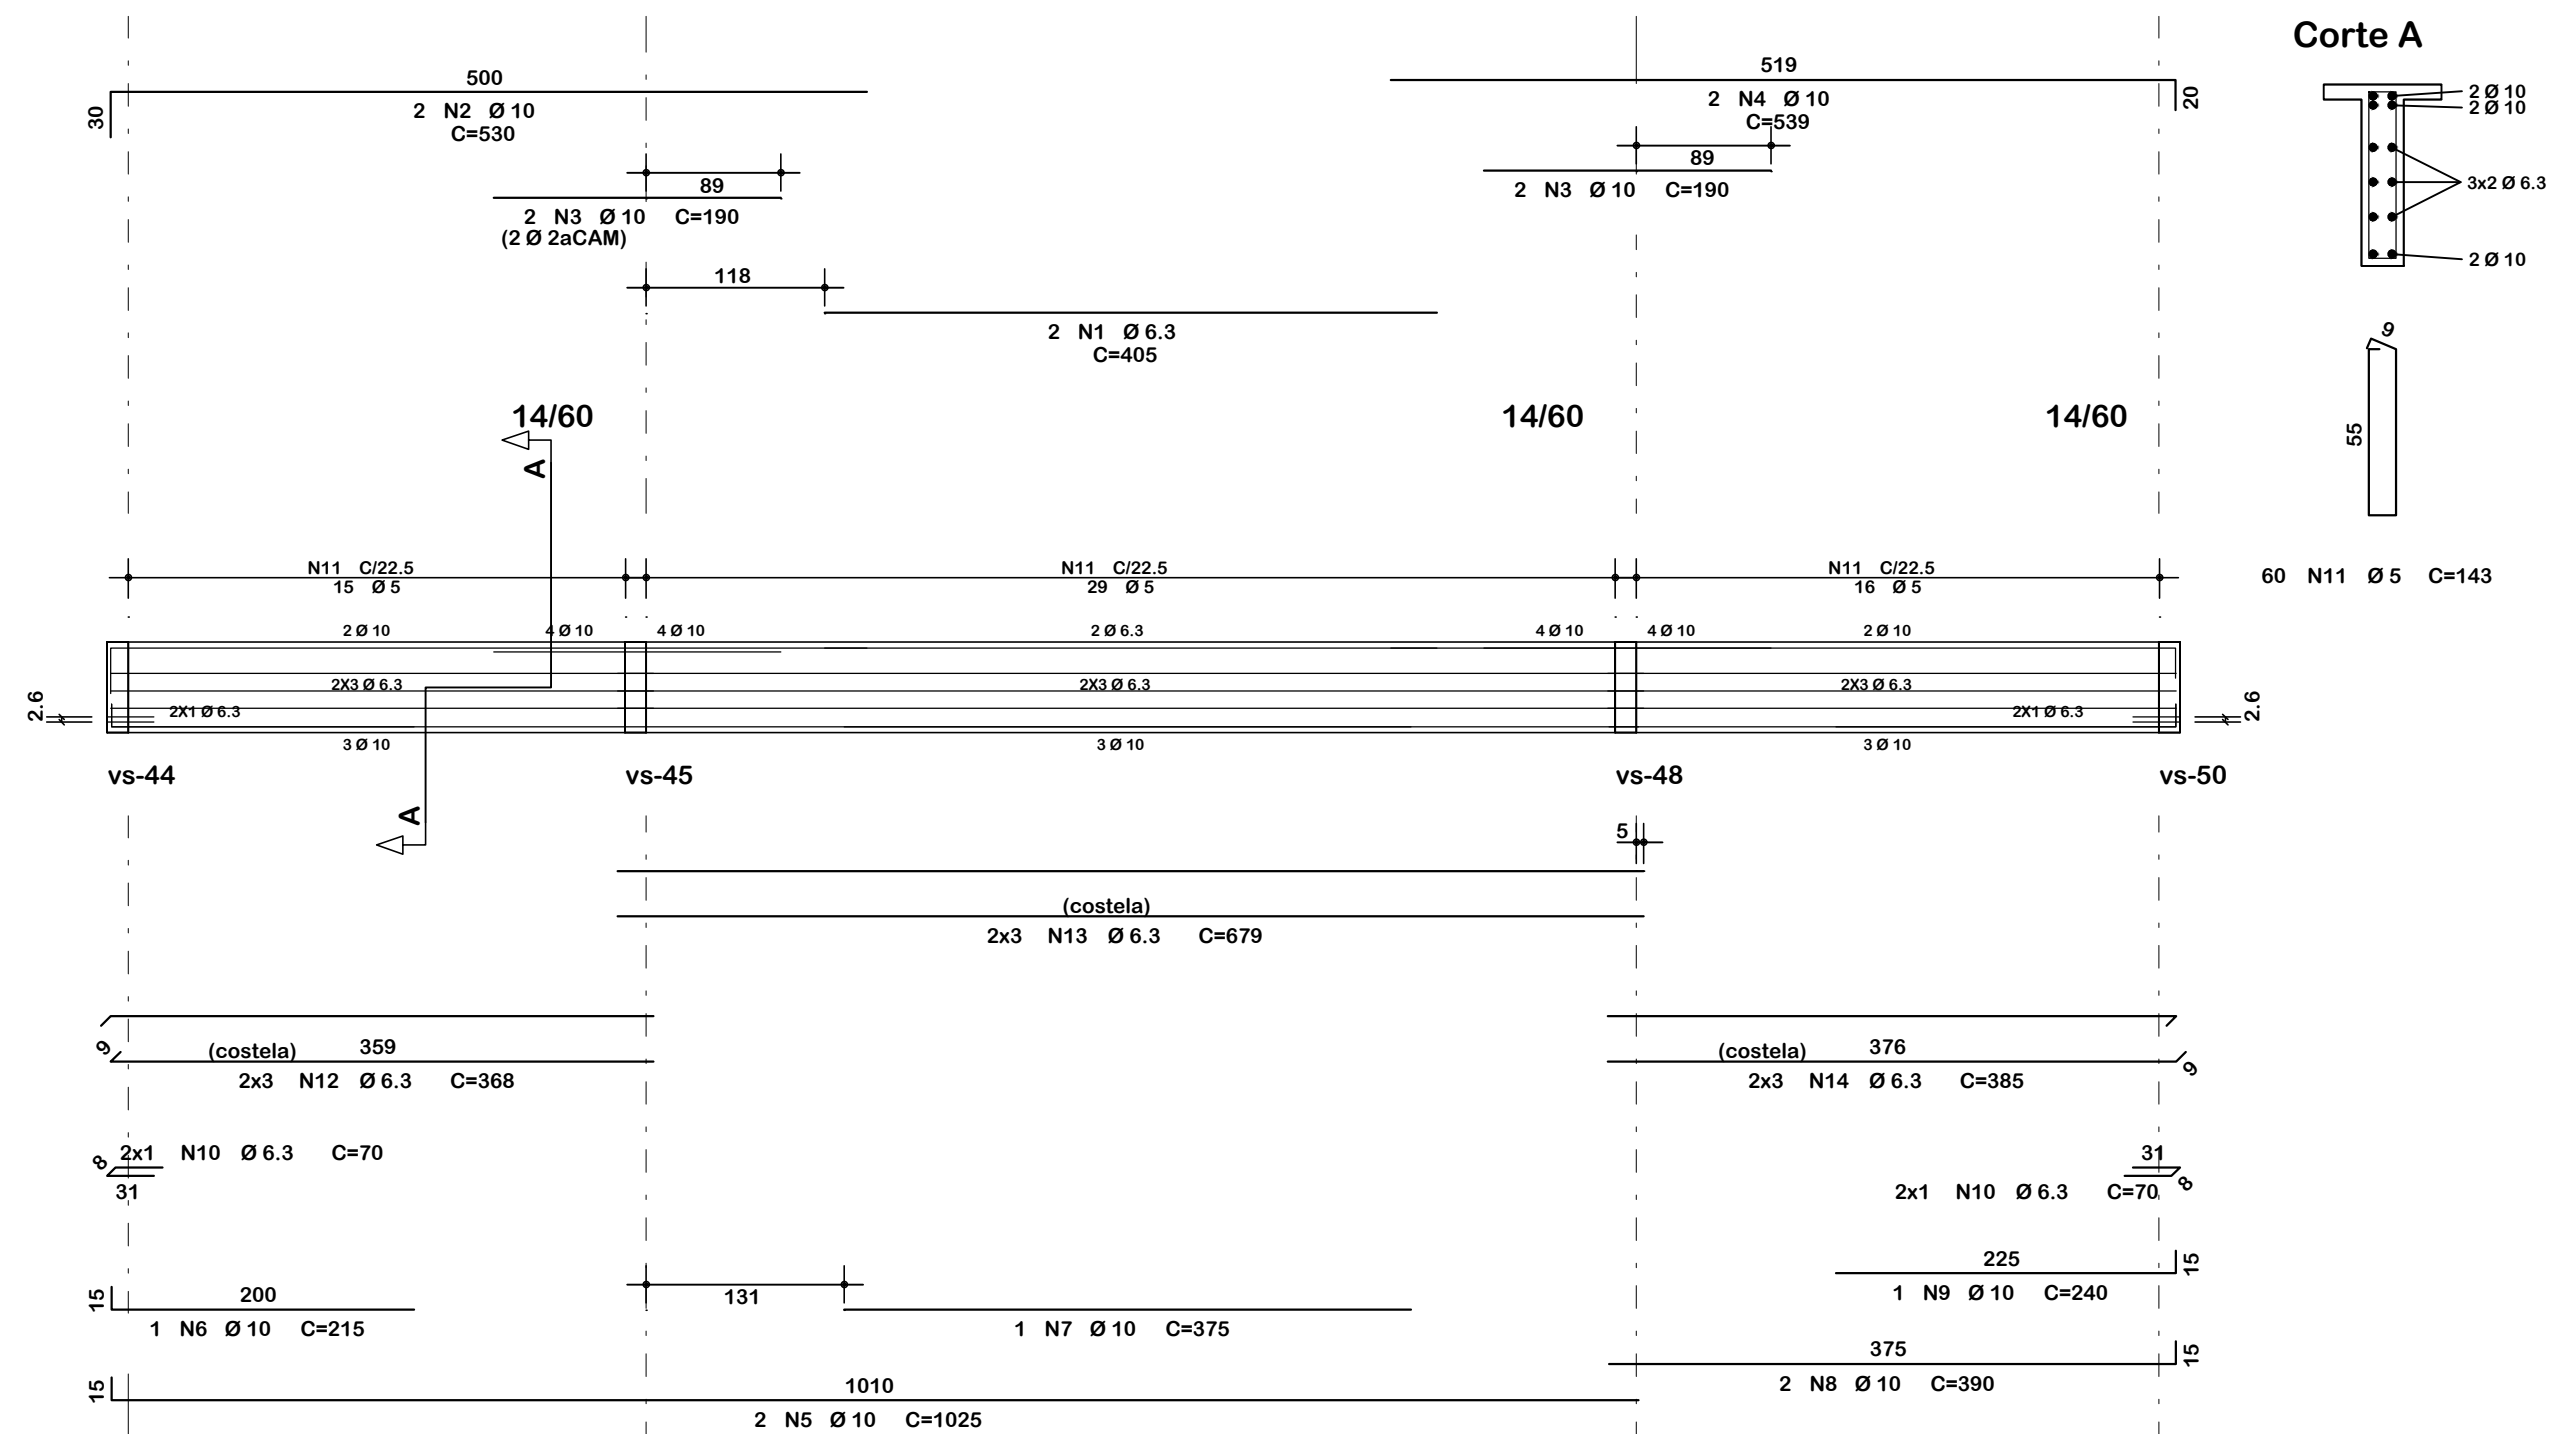 Corte A
500
30
2 N2 Ø 10
C=530
519
20
2 N4 Ø 10
C=539
2 Ø 10
2 Ø 10
3x2 Ø 6.3
2 Ø 10
89
2 N3 Ø 10 C=190
(2 Ø 2aCAM)
89
2 N3 Ø 10 C=190
118
2 N1 Ø 6.3
C=405
9
55
14/60
14/60
14/60
A
N11 C/22.5
15 Ø 5
N11 C/22.5
29 Ø 5
N11 C/22.5
16 Ø 5
60 N11 Ø 5 C=143
2 Ø 10
4 Ø 10
4 Ø 10
2 Ø 6.3
4 Ø 10
4 Ø 10
2 Ø 10
2X3 Ø 6.3
2X3 Ø 6.3
2X3 Ø 6.3
2.6
2X1 Ø 6.3
2X1 Ø 6.3
2.6
3 Ø 10
3 Ø 10
3 Ø 10
vs-44
vs-45
vs-48
vs-50
A
5
(costela)
2x3 N13 Ø 6.3 C=679
9
(costela) 359
2x3 N12 Ø 6.3 C=368
(costela) 376
9
2x3 N14 Ø 6.3 C=385
8
2x1 N10 Ø 6.3 C=70
31
31
2x1 N10 Ø 6.3 C=70
8
15
200
1 N6 Ø 10 C=215
131
1 N7 Ø 10 C=375
225
15
1 N9 Ø 10 C=240
375
15
2 N8 Ø 10 C=390
15
1010
2 N5 Ø 10 C=1025